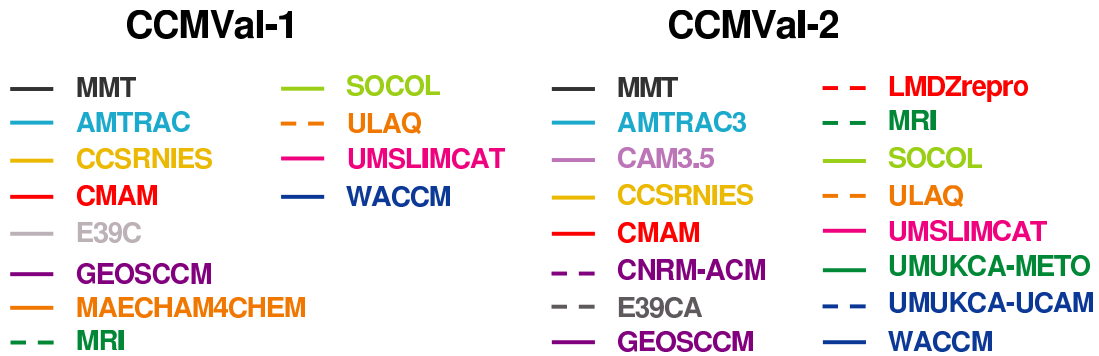 CCMVal-1
MMT
AMTRAC
CCSRNIES
CMAM
E39C
GEOSCCM
MAECHAM4CHEM
MRI
SOCOL
ULAQ
UMSLIMCAT
WACCM
CCMVal-2
MMT
AMTRAC3
CAM3.5
CCSRNIES
CMAM
CNRM-ACM
E39CA
GEOSCCM
LMDZrepro
MRI
SOCOL
ULAQ
UMSLIMCAT
UMUKCA-METO
UMUKCA-UCAM
WACCM